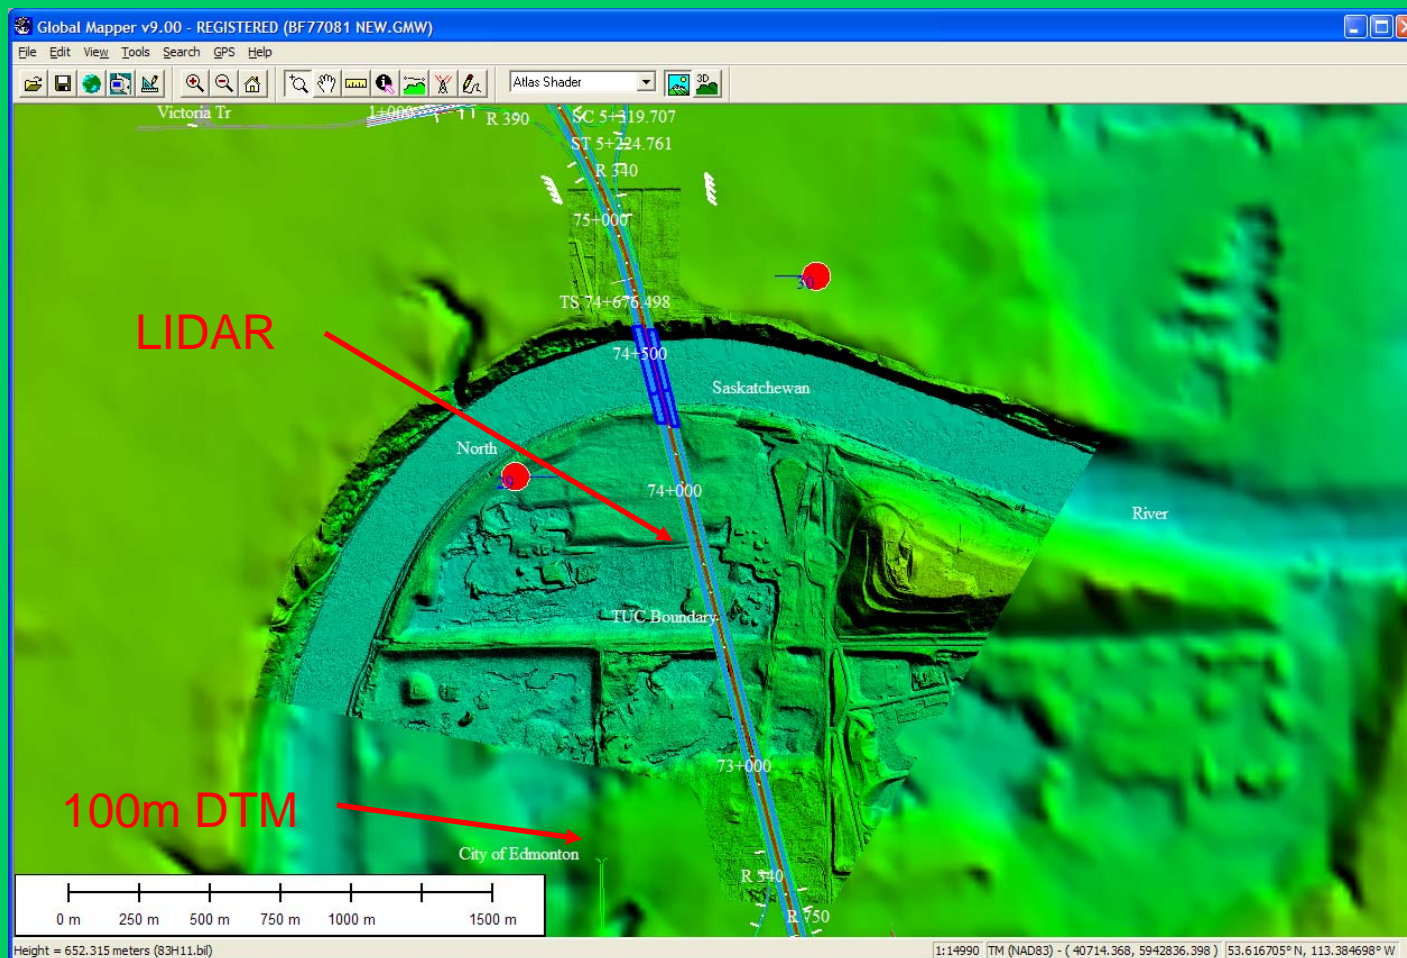 Global Mapper v9.00 - REGISTERED (BF77081 NEW.GMW)
File Edit View Tools Search GPS Help
Atlas Shader
3D
Victoria Tr
1+000
R 390
SC 5+319.707
ST 5+224.761
R 340
75+000
30
TS 74+676.498
LIDAR
74+500
Saskatchewan
North
29
74+000
River
TUC Boundary
73+000
100m DTM
City of Edmonton
R 340
R 750
0 m 250 m 500 m 750 m 1000 m 1500 m
Height = 652.315 meters (83H11.bil)
1:14990 TM (NAD83) - ( 40714.368, 5942836.398 ) 53.616705° N, 113.384698° W